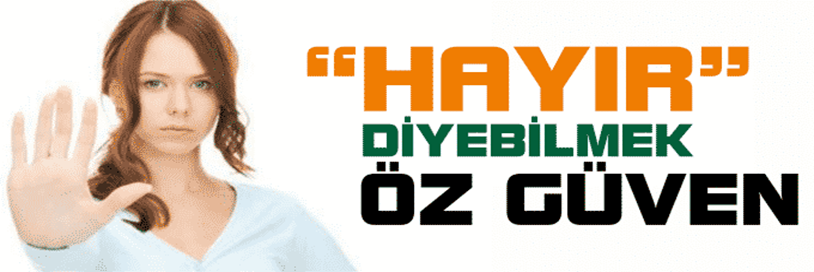 “HAYIR”
DİYEBİLMEK
ÖZ GÜVEN